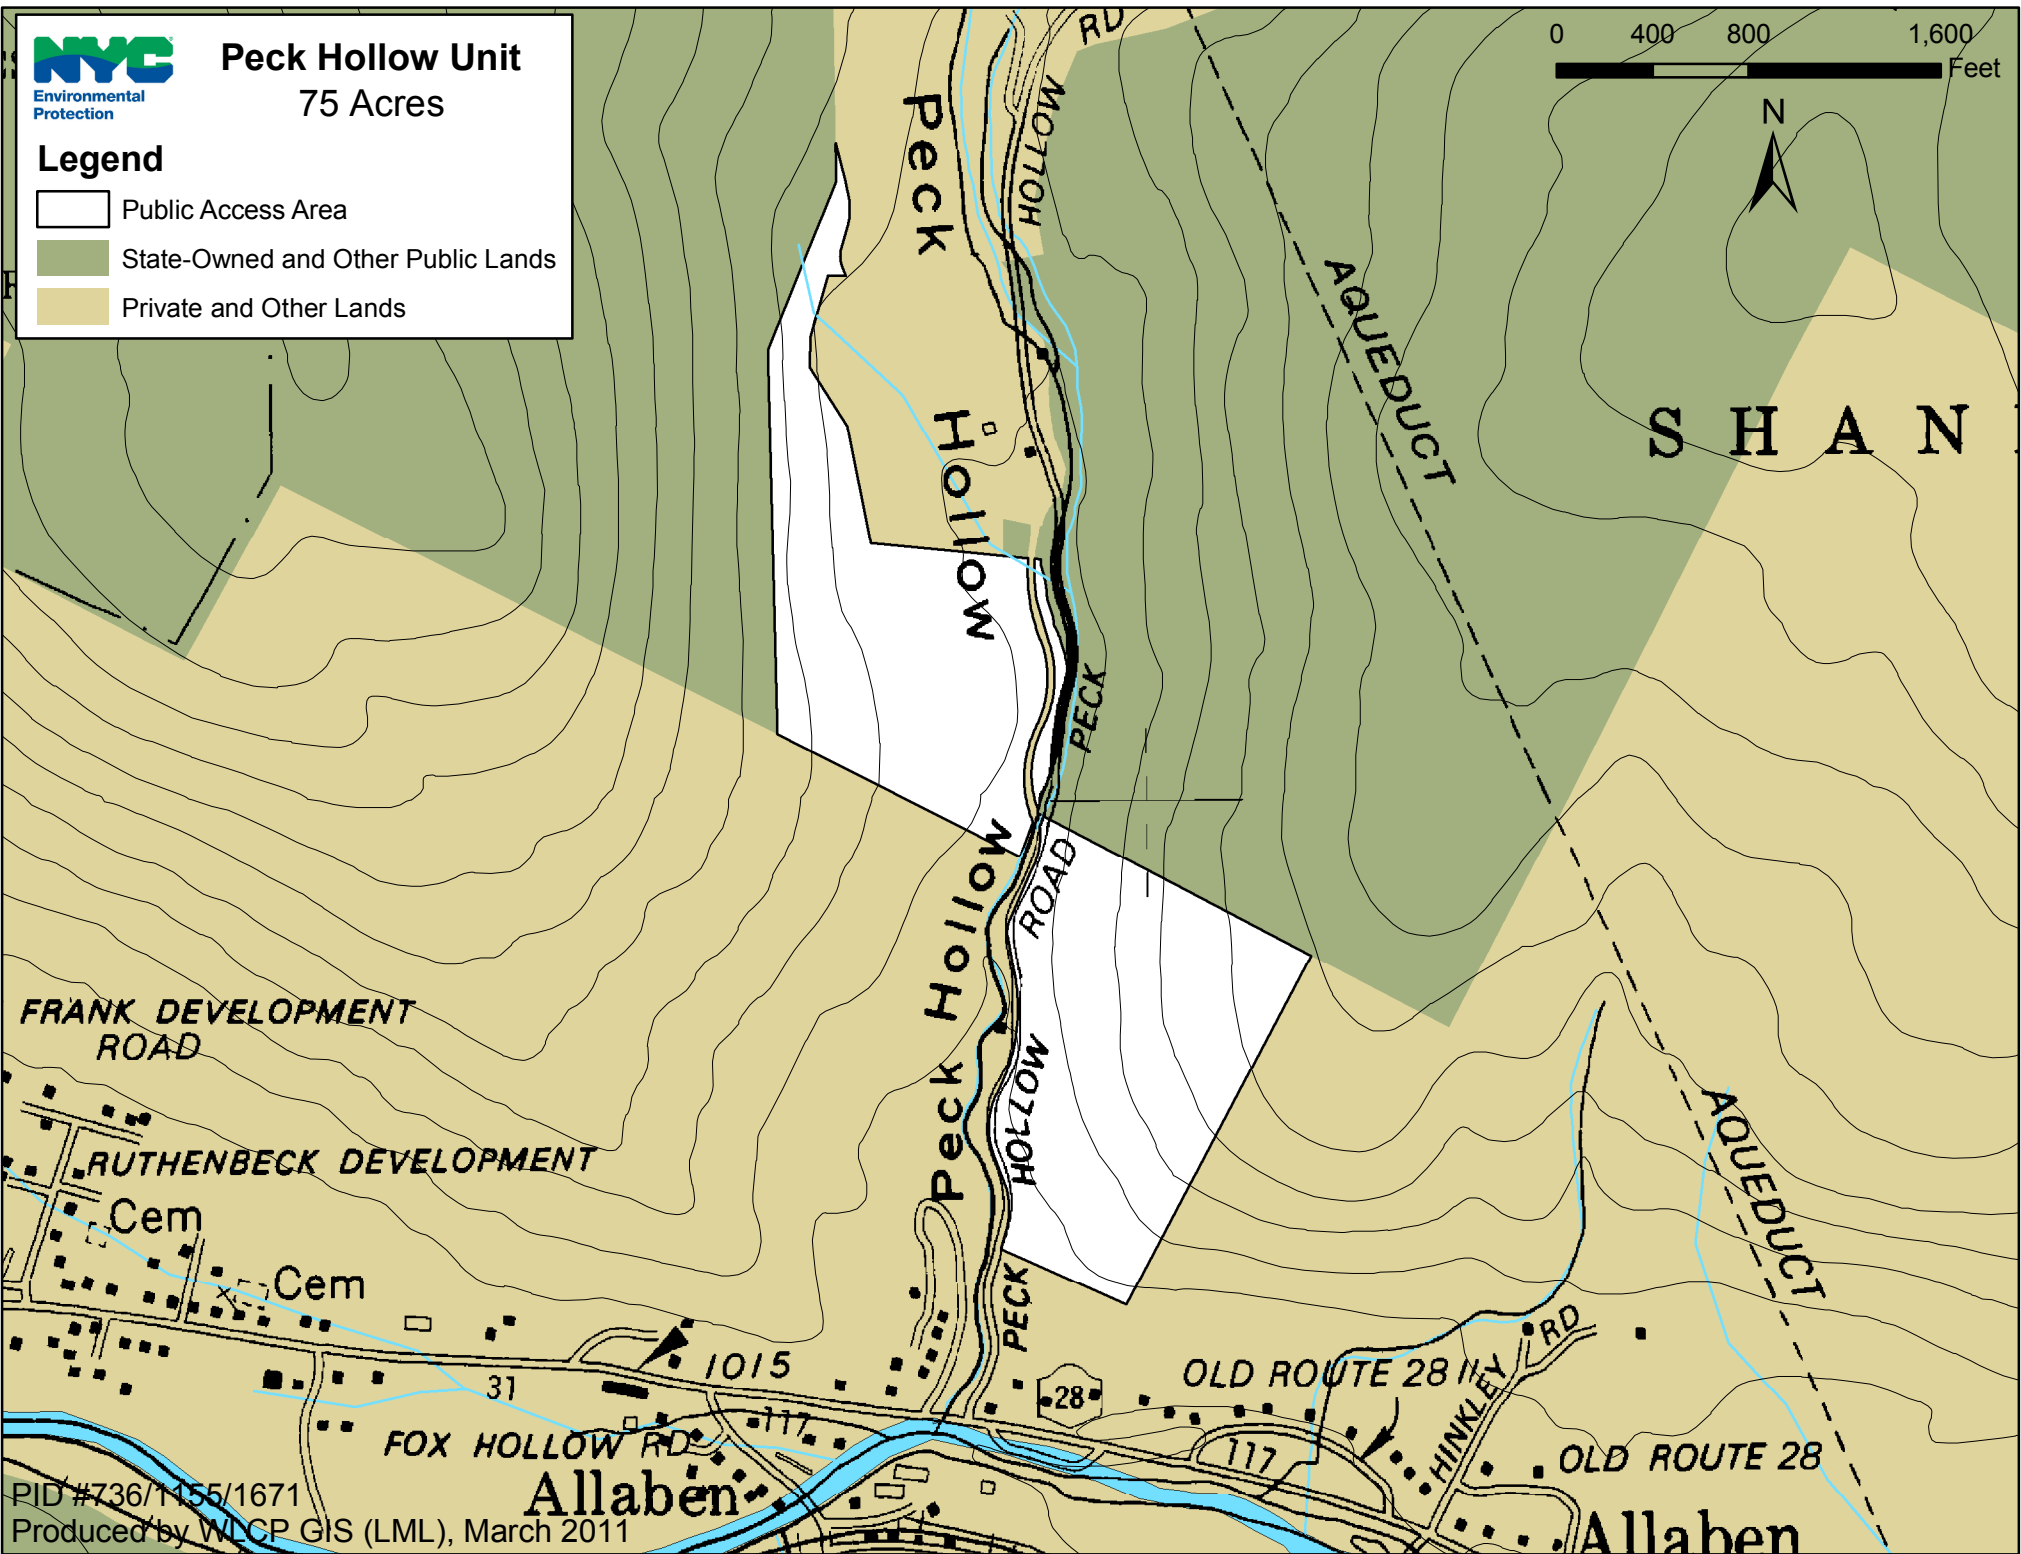 NYC
Environmental
Protection
Peck Hollow Unit
75 Acres
Legend
Public Access Area
State-Owned and Other Public Lands
Private and Other Lands
0 400 800 1,600
Feet
N
RD
HOLLOW
PECK
Peck
Hollow
AQUEDUCT
SHAN
Peck Hollow
ROAD
HOLLOW
PECK
FRANK DEVELOPMENT
ROAD
RUTHENBECK DEVELOPMENT
Cem
Cem
AQUEDUCT
1015
31
117
28
OLD ROUTE 28
HINKLEY RD
117
OLD ROUTE 28
FOX HOLLOW RD
Allaben
Allaben
PID #736/1155/1671
Produced by WLCP GIS (LML), March 2011